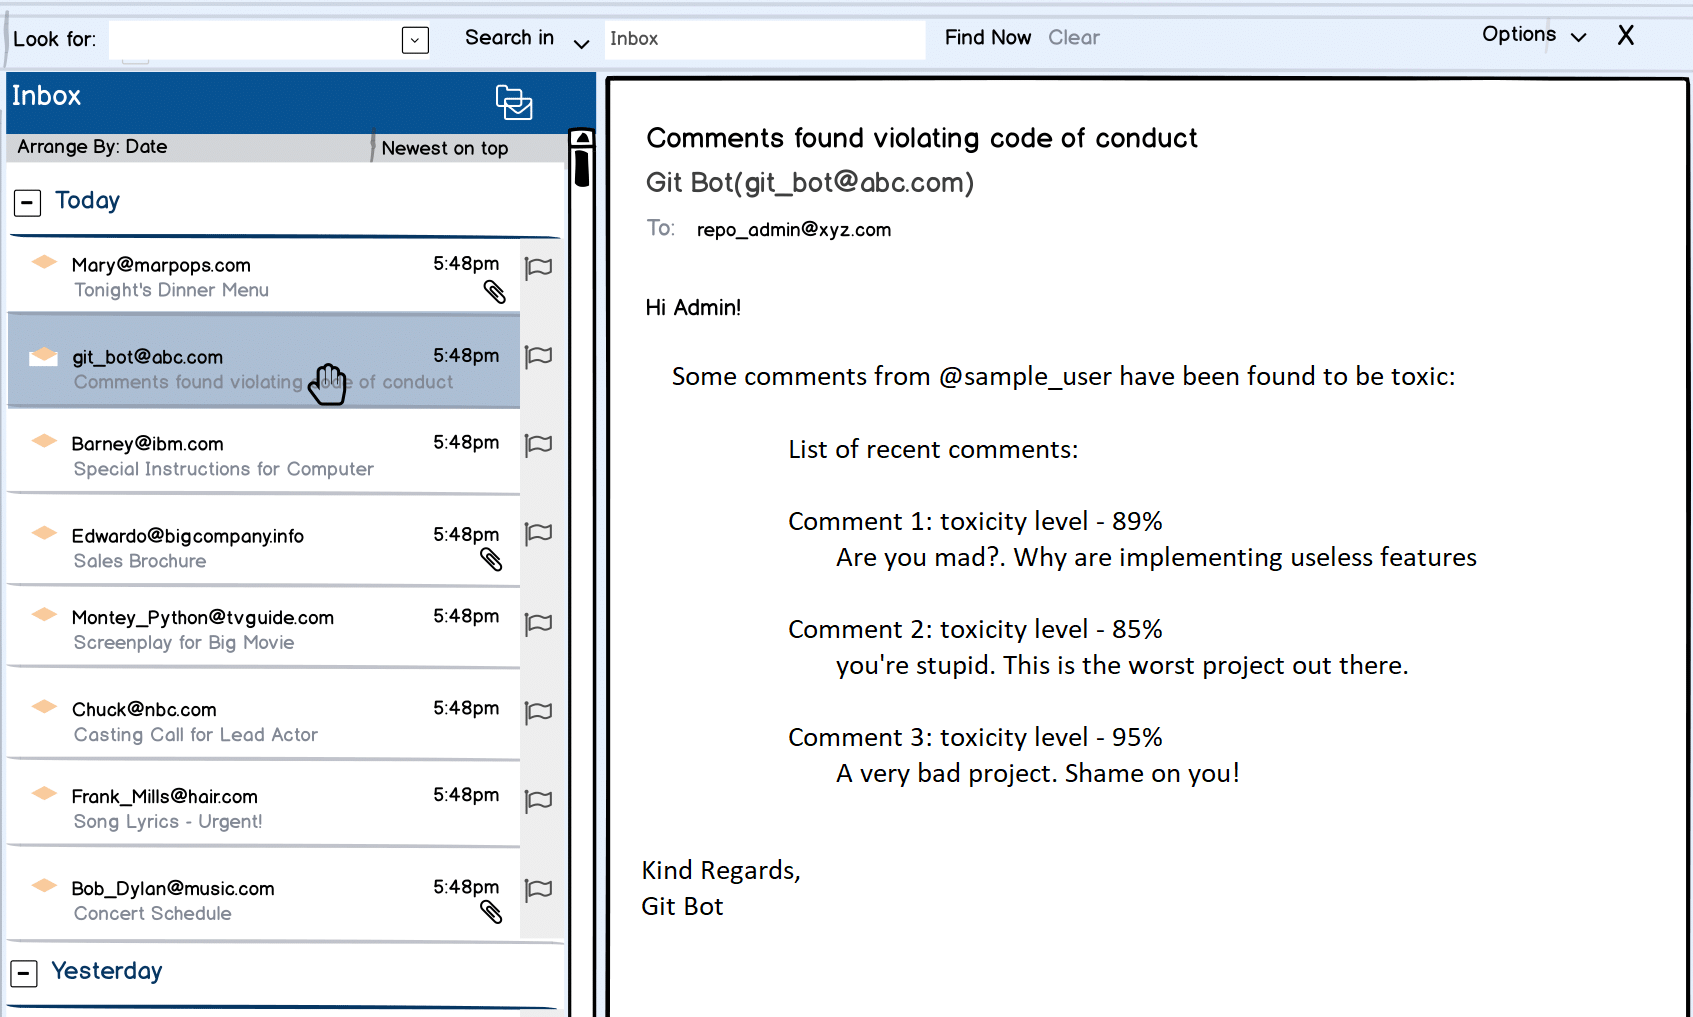 Look for:
Search in
Inbox
Find Now
Clear
Options
X
Inbox
Arrange By: Date
Newest on top
Today
Mary@marpops.com
5:48pm
Tonight's Dinner Menu
git_bot@abc.com
5:48pm
Comments found violating code of conduct
Barney@ibm.com
5:48pm
Special Instructions for Computer
Edwardo@bigcompany.info
5:48pm
Sales Brochure
Montey_Python@tvguide.com
5:48pm
Screenplay for Big Movie
Chuck@nbc.com
5:48pm
Casting Call for Lead Actor
Frank_Mills@hair.com
5:48pm
Song Lyrics - Urgent!
Bob_Dylan@music.com
5:48pm
Concert Schedule
Yesterday
Comments found violating code of conduct
Git Bot(git_bot@abc.com)
To: repo_admin@xyz.com
Hi Admin!
Some comments from @sample_user have been found to be toxic:
List of recent comments:
Comment 1: toxicity level - 89%
Are you mad?. Why are implementing useless features
Comment 2: toxicity level - 85%
you're stupid. This is the worst project out there.
Comment 3: toxicity level - 95%
A very bad project. Shame on you!
Kind Regards,
Git Bot